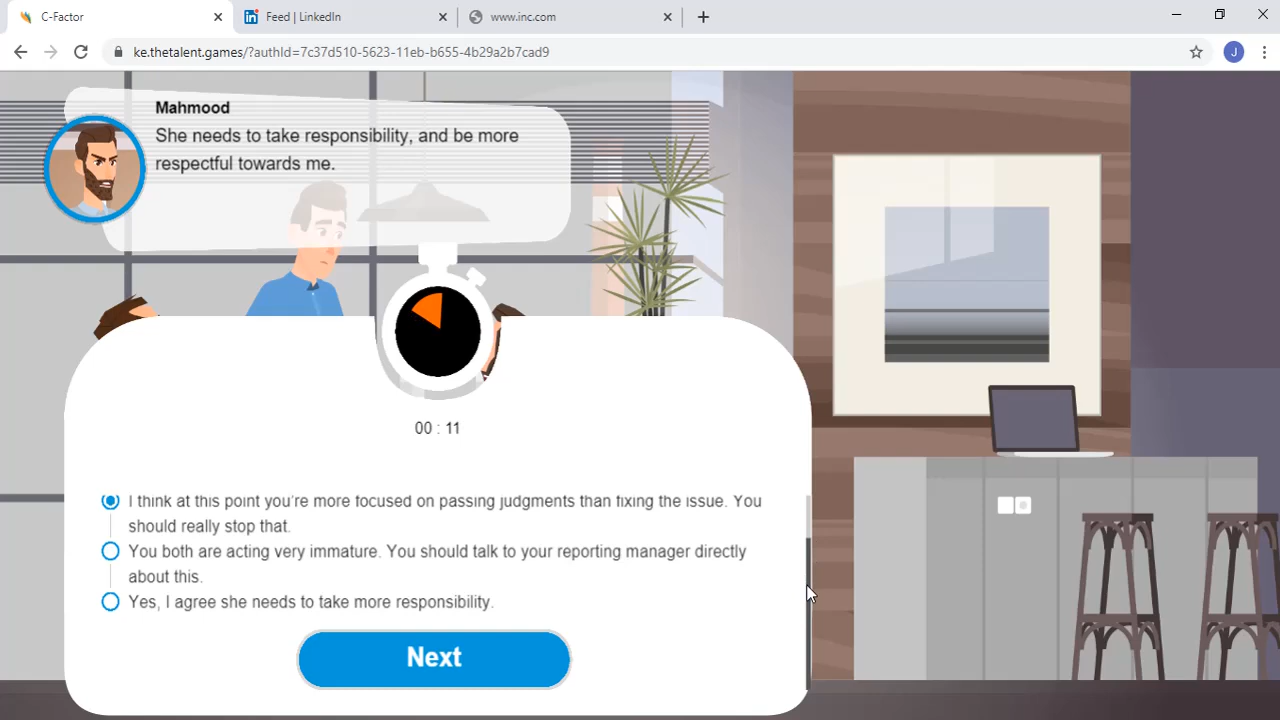 C-Factor
Feed | LinkedIn
www.inc.com
ke.thetalent.games/?authId=7c37d510-5623-11eb-b655-4b29a2b7cad9
J
Mahmood
She needs to take responsibility, and be more
respectful towards me.
00 : 11
I think at this point you're more focused on passing judgments than fixing the issue. You
should really stop that.
You both are acting very immature. You should talk to your reporting manager directly
about this.
Yes, I agree she needs to take more responsibility.
Next